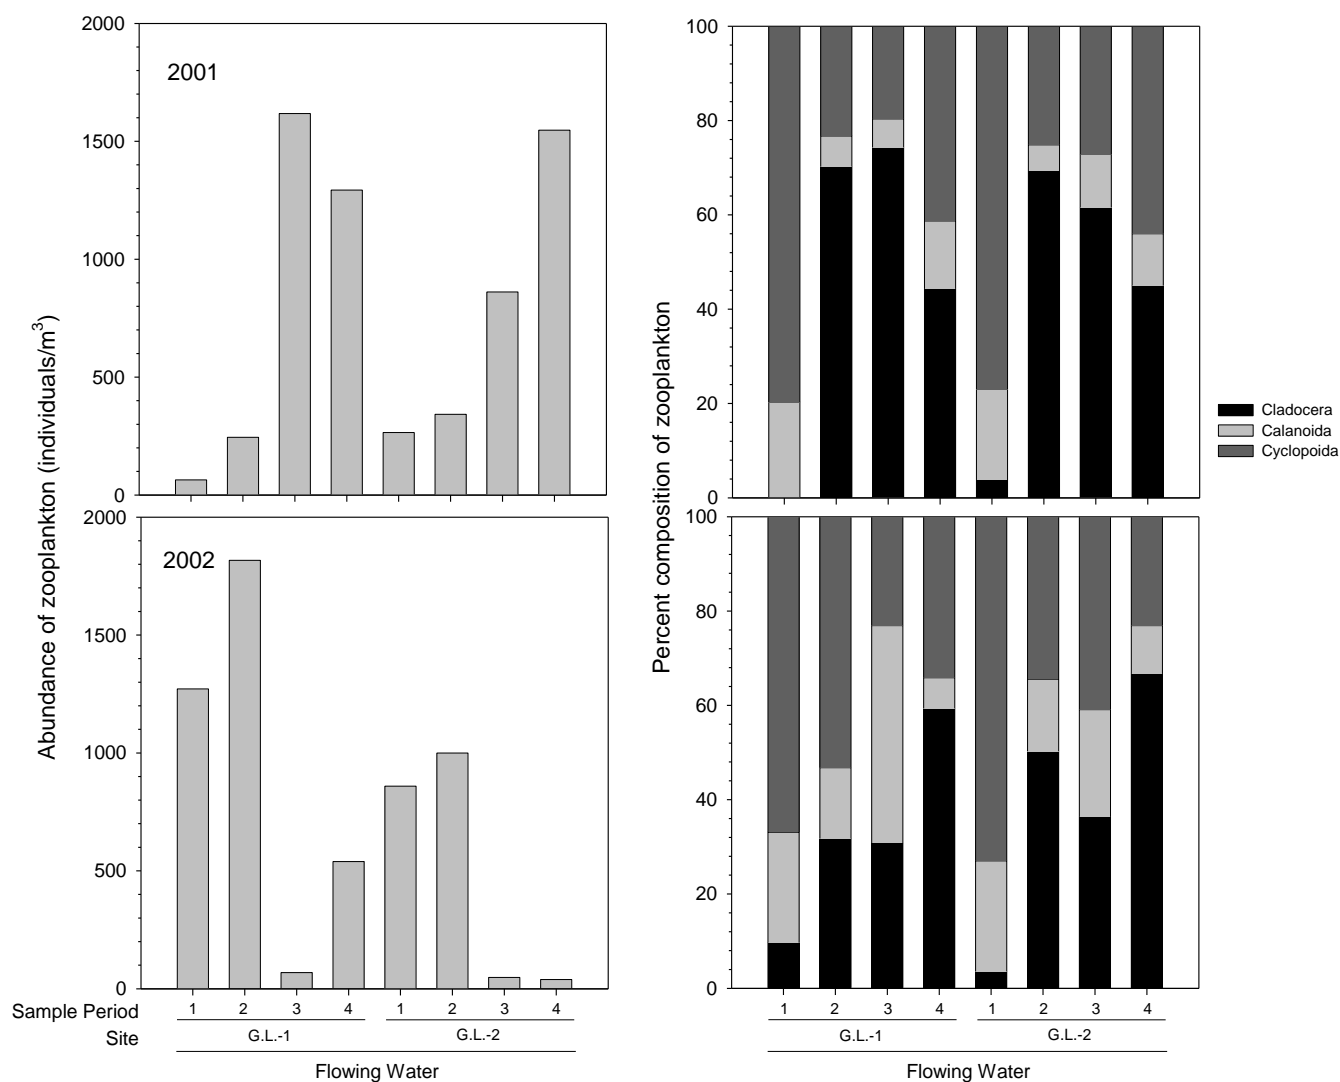 Abundance of zooplankton (individuals/m³)
2000
1500
1000
500
0
2001
2000
1500
1000
500
0
2002
Sample Period 1 2 3 4 1 2 3 4
Site G.L.-1 G.L.-2
Flowing Water
Percent composition of zooplankton
100
80
60
40
20
0
100
80
60
40
20
0
1 2 3 4 1 2 3 4
G.L.-1 G.L.-2
Flowing Water
Cladocera
Calanoida
Cyclopoida